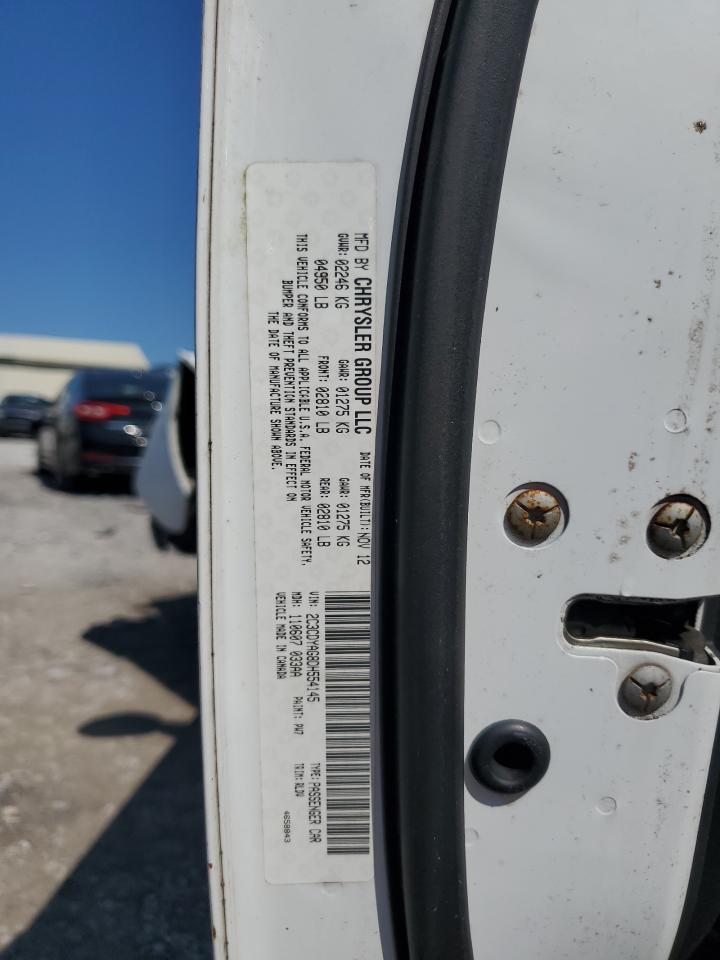 MFD BY CHRYSLER GROUP LLC DATE OF MFR(BUILT): NOV 12
GVWR: 02246 KG GAWR: 01275 KG GAWR: 01275 KG
04950 LB FRONT: 02810 LB REAR: 02810 LB
THIS VEHICLE CONFORMS TO ALL APPLICABLE U.S.A. FEDERAL MOTOR VEHICLE SAFETY,
BUMPER AND THEFT PREVENTION STANDARDS IN EFFECT ON
THE DATE OF MANUFACTURE SHOWN ABOVE.
VIN: 2C3CDYAG8DH554145 TYPE: PASSENGER CAR
MDH: 110607 033AA PAINT: PW7 TRIM: RLDV
VEHICLE MADE IN CANADA 4658843